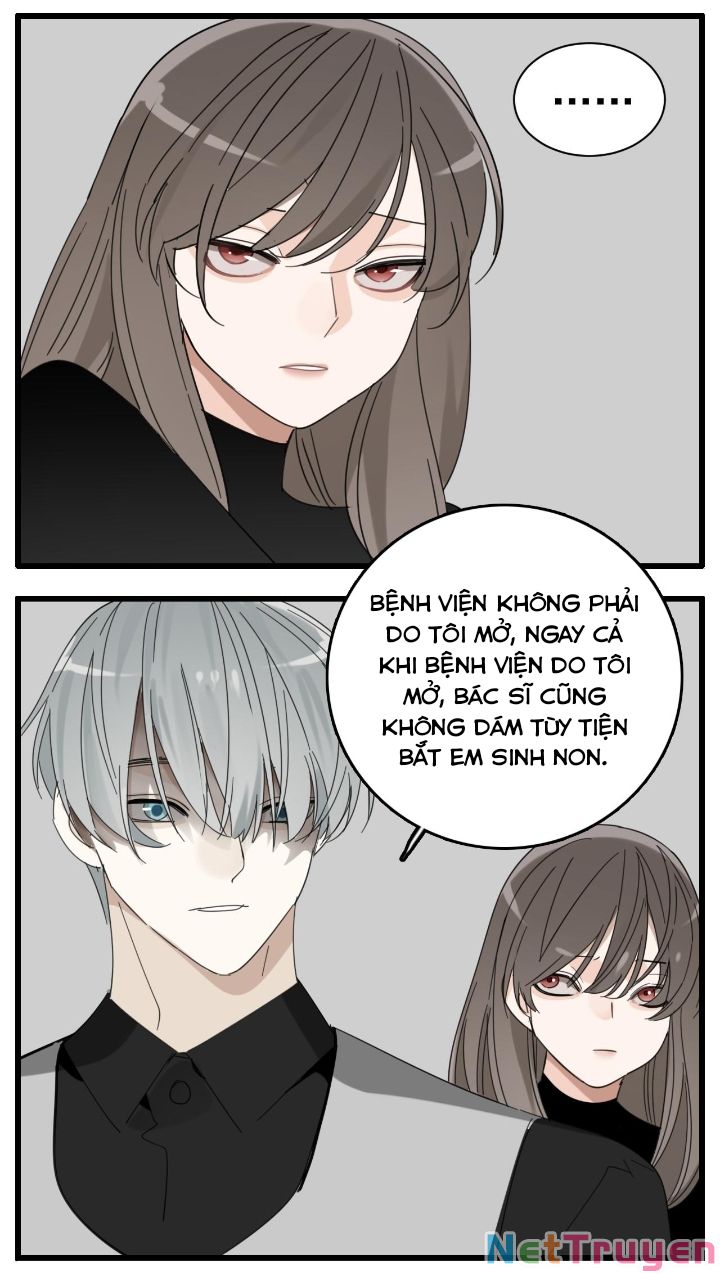 ......
BỆNH VIỆN KHÔNG PHẢI
DO TÔI MỞ, NGAY CẢ
KHI BỆNH VIỆN DO TÔI
MỞ, BÁC SĨ CŨNG
KHÔNG DÁM TÙY TIỆN
BẮT EM SINH NON.
NetTruyen